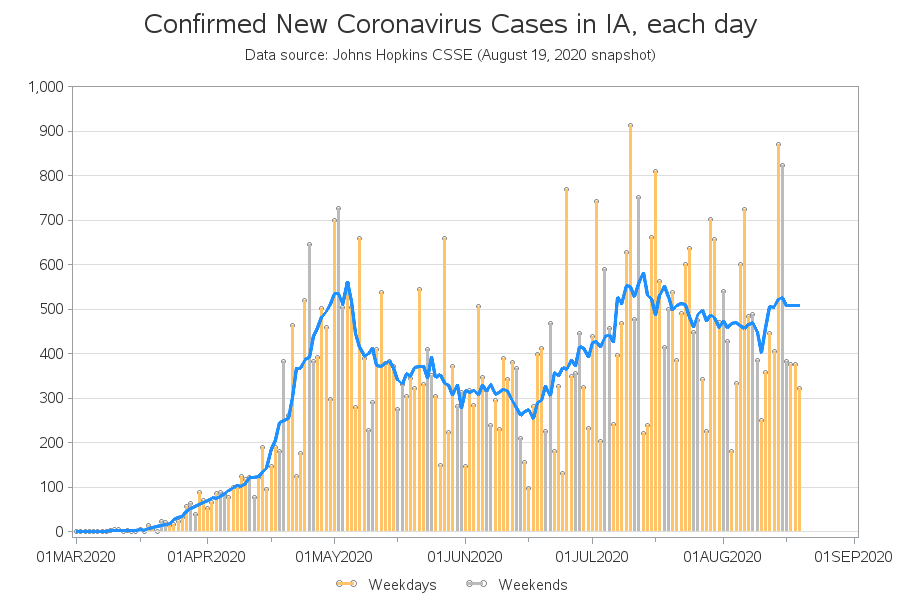 Confirmed New Coronavirus Cases in IA, each day
Data source: Johns Hopkins CSSE (August 19, 2020 snapshot)
1,000
900
800
700
600
500
400
300
200
100
0
01MAR2020 01APR2020 01MAY2020 01JUN2020 01JUL2020 01AUG2020 01SEP2020
Weekdays Weekends